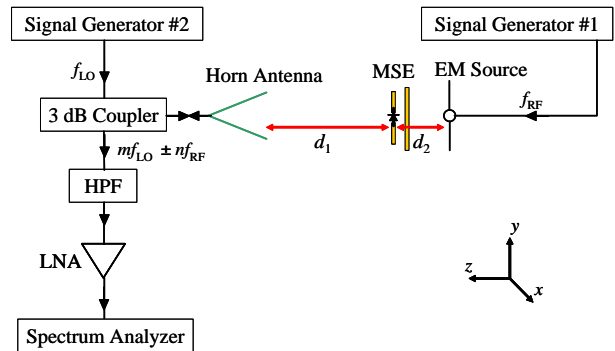 Signal Generator #2
Signal Generator #1
fLO
Horn Antenna
MSE
EM Source
fRF
3 dB Coupler
d1
d2
mfLO ± nfRF
HPF
LNA
y
z
x
Spectrum Analyzer